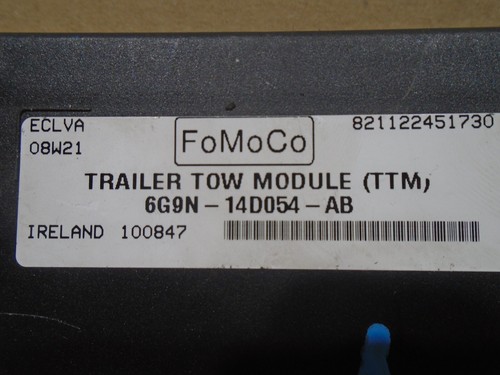 ECLVA
08W21
FoMoCo
821122451730
TRAILER TOW MODULE (TTM)
6G9N-14D054-AB
IRELAND 100847